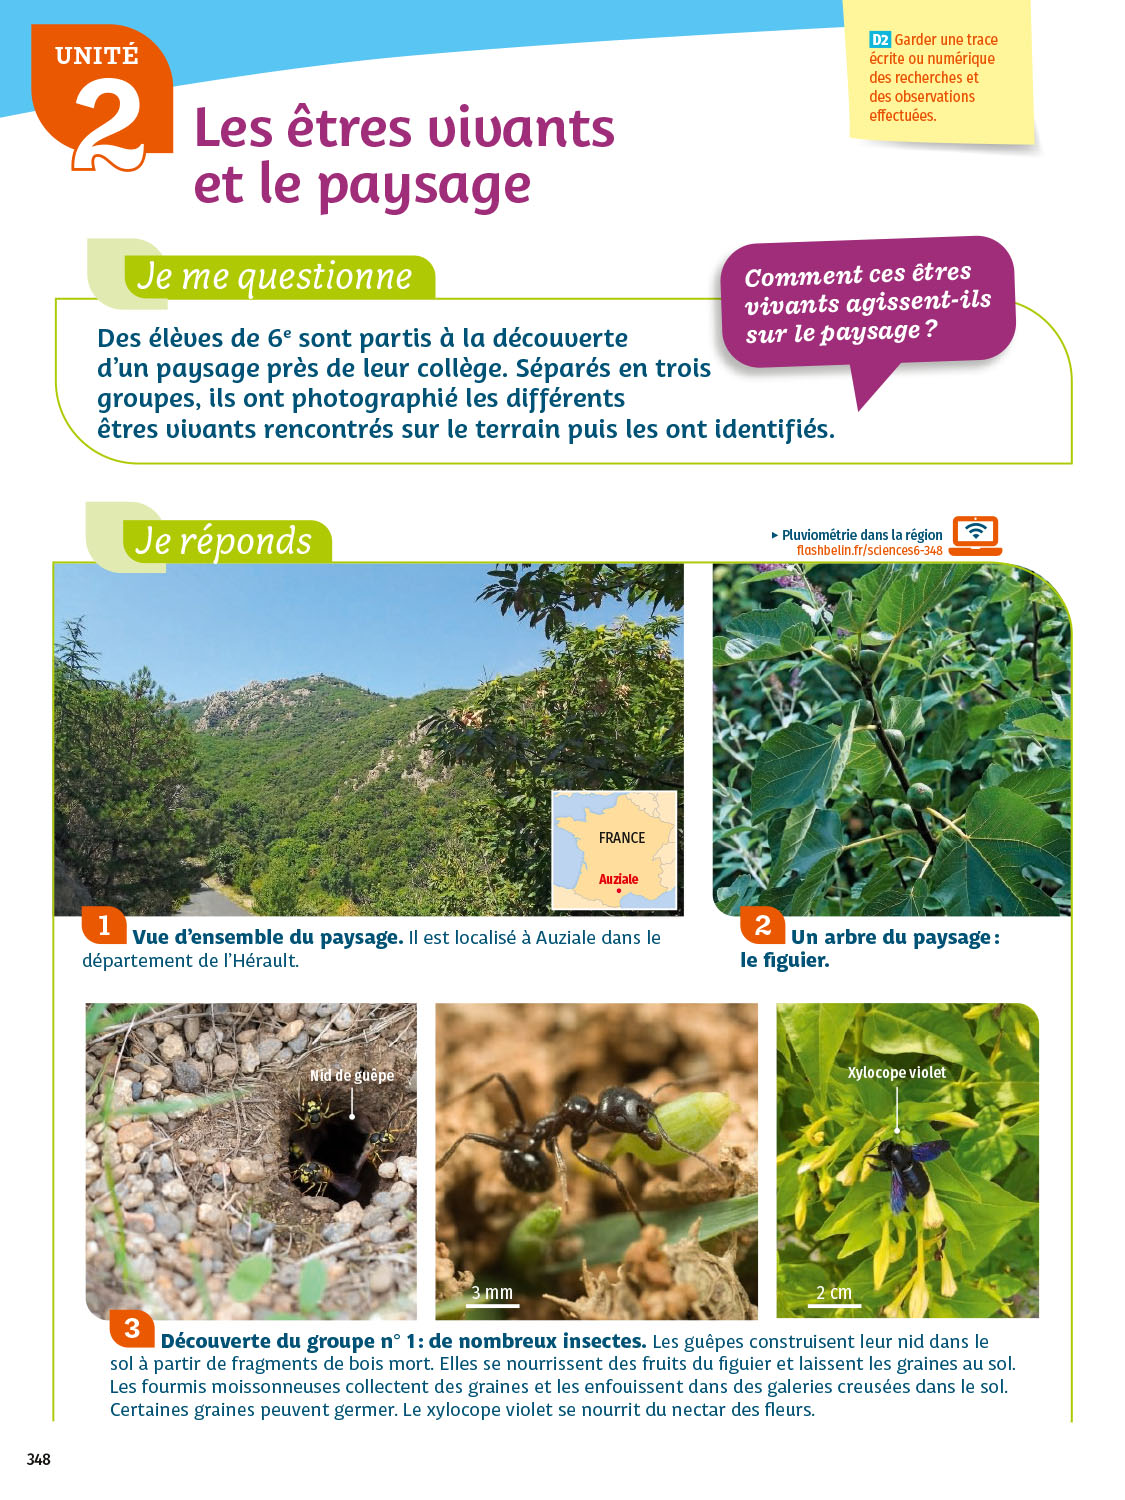 UNITÉ
2
D2 Garder une trace
écrite ou numérique
des recherches et
des observations
effectuées.
Les êtres vivants
et le paysage
Je me questionne
Comment ces êtres
vivants agissent-ils
sur le paysage ?
Des élèves de 6e sont partis à la découverte
d'un paysage près de leur collège. Séparés en trois
groupes, ils ont photographié les différents
êtres vivants rencontrés sur le terrain puis les ont identifiés.
Je réponds
▸ Pluviométrie dans la région
flashbelin.fr/sciences6-348
FRANCE
Auziale
1 Vue d'ensemble du paysage. Il est localisé à Auziale dans le
département de l'Hérault.
2 Un arbre du paysage :
le figuier.
Nid de guêpe
3 mm
Xylocope violet
2 cm
3 Découverte du groupe n° 1 : de nombreux insectes. Les guêpes construisent leur nid dans le
sol à partir de fragments de bois mort. Elles se nourrissent des fruits du figuier et laissent les graines au sol.
Les fourmis moissonneuses collectent des graines et les enfouissent dans des galeries creusées dans le sol.
Certaines graines peuvent germer. Le xylocope violet se nourrit du nectar des fleurs.
348